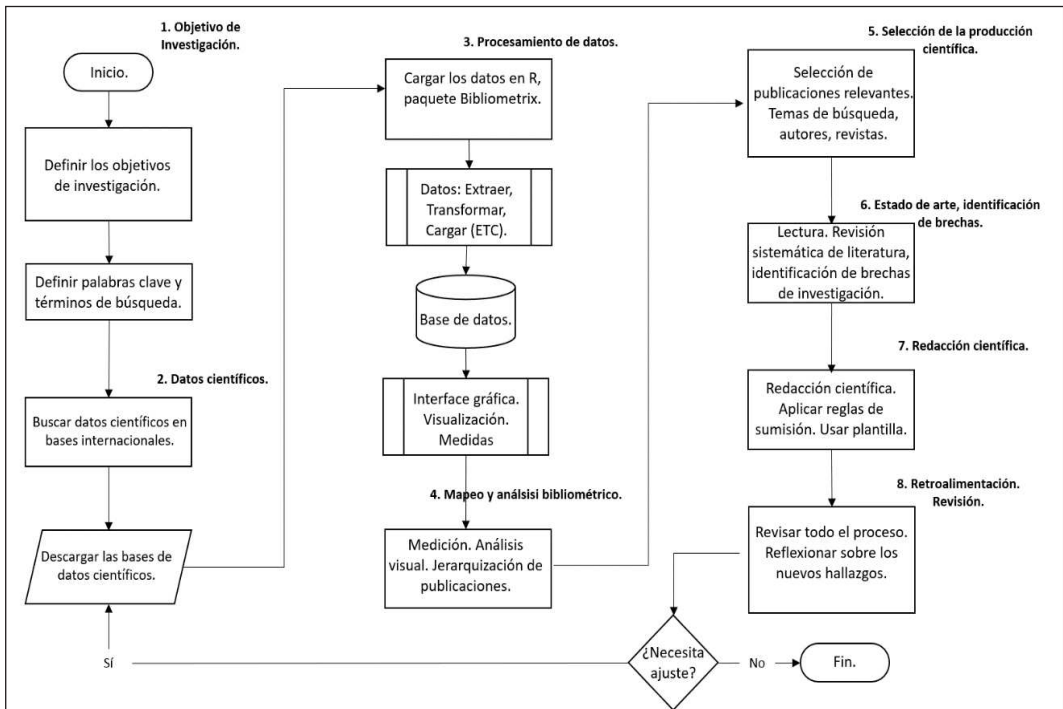 1. Objetivo de
Investigación.
Inicio.
Definir los objetivos
de investigación.
Definir palabras clave y
términos de búsqueda.
2. Datos científicos.
Buscar datos científicos en
bases internacionales.
Descargar las bases de
datos científicos.
Sí
3. Procesamiento de datos.
Cargar los datos en R,
paquete Bibliometrix.
Datos: Extraer,
Transformar,
Cargar (ETC).
Base de datos.
Interface gráfica.
Visualización.
Medidas
4. Mapeo y análsisi bibliométrico.
Medición. Análisis
visual. Jerarquización de
publicaciones.
5. Selección de la producción
científica.
Selección de
publicaciones relevantes.
Temas de búsqueda,
autores, revistas.
6. Estado de arte, identificación
de brechas.
Lectura. Revisión
sistemática de literatura,
identificación de brechas
de investigación.
7. Redacción científica.
Redacción científica.
Aplicar reglas de
sumisión. Usar plantilla.
8. Retroalimentación.
Revisión.
Revisar todo el proceso.
Reflexionar sobre los
nuevos hallazgos.
¿Necesita
ajuste?
No
Fin.